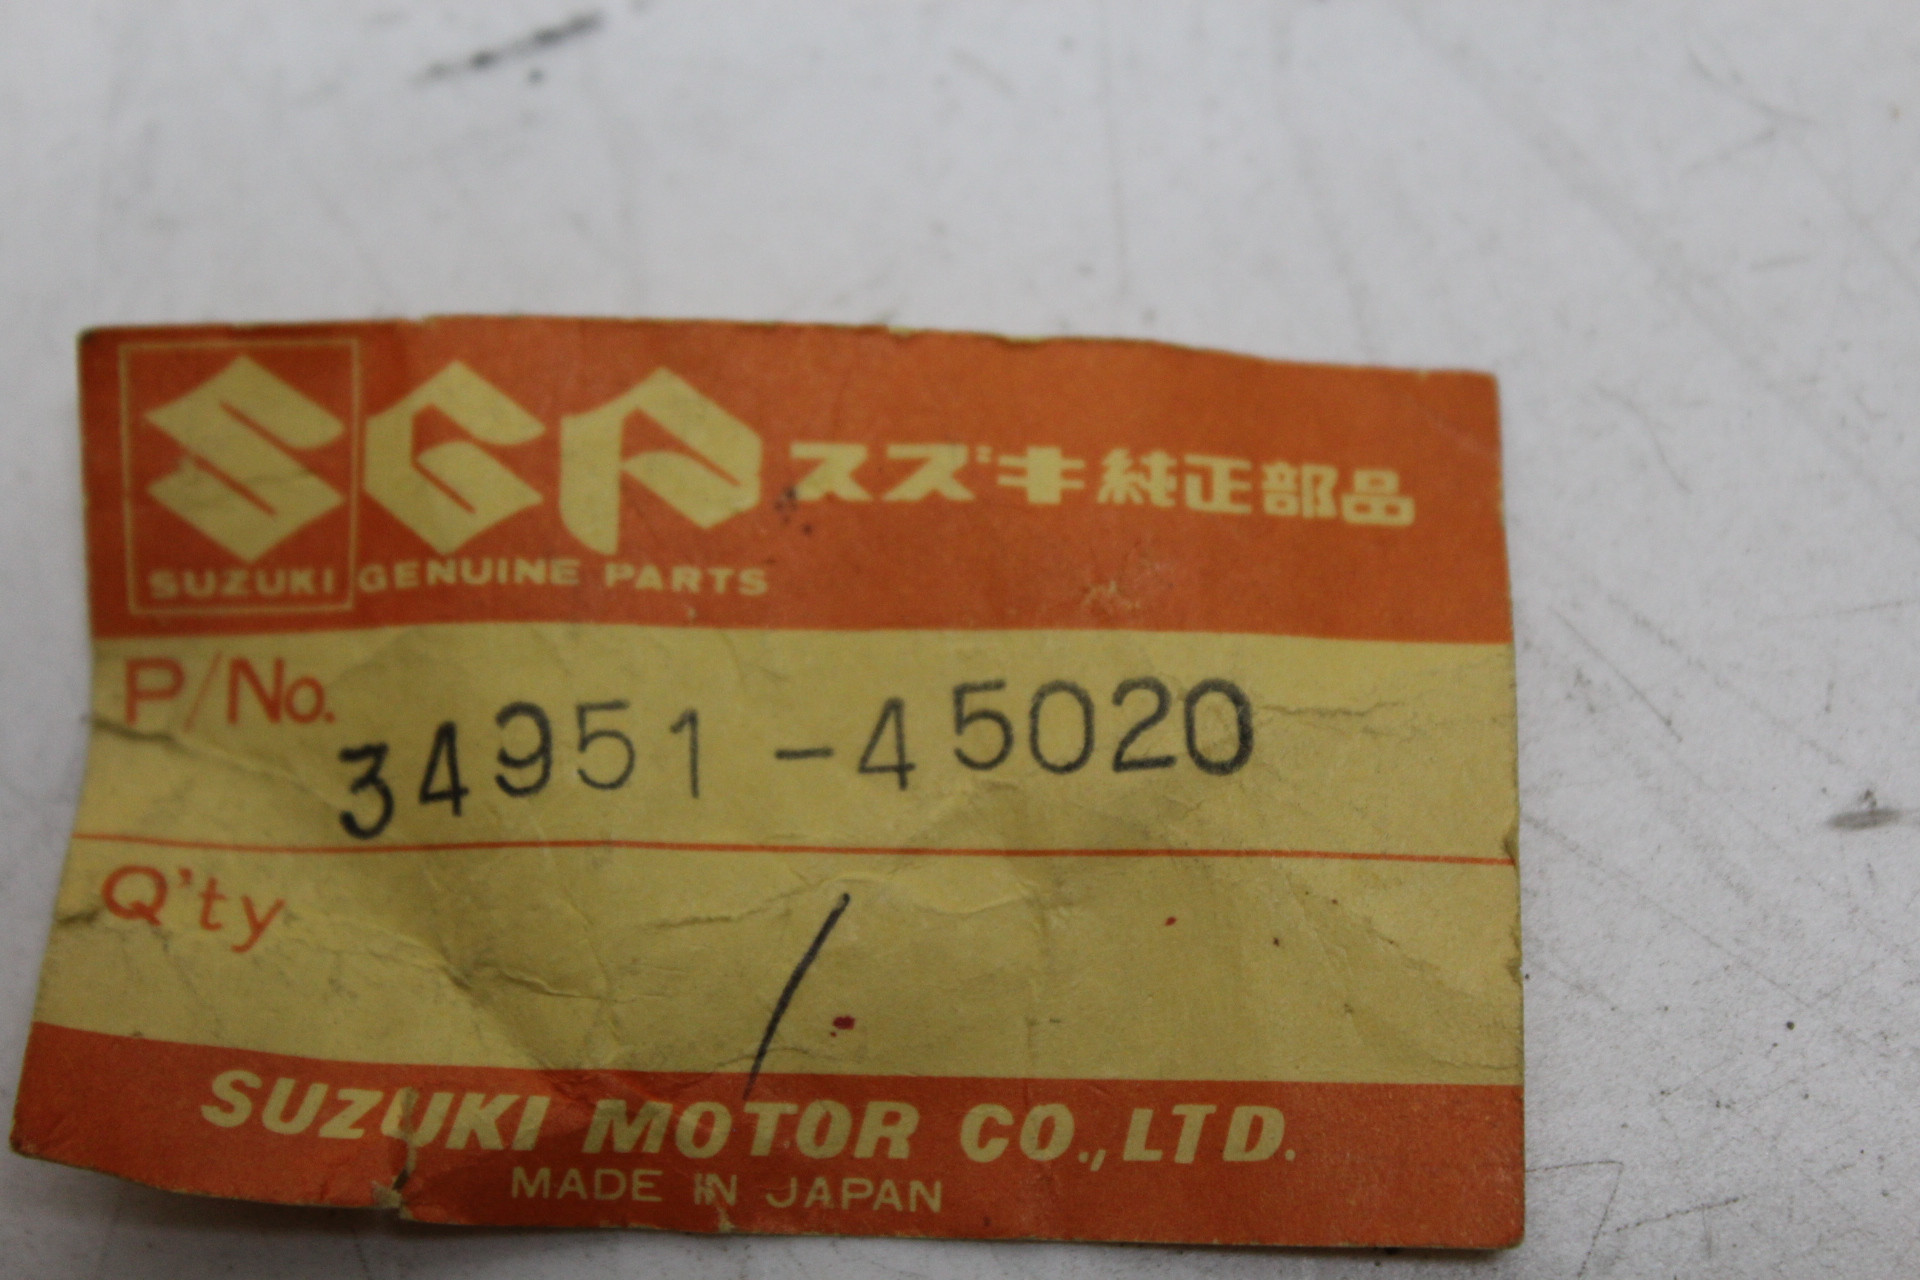 SGP スズキ純正部品
SUZUKI GENUINE PARTS
P/No. 34951-45020
Q'ty 1
SUZUKI MOTOR CO., LTD.
MADE IN JAPAN